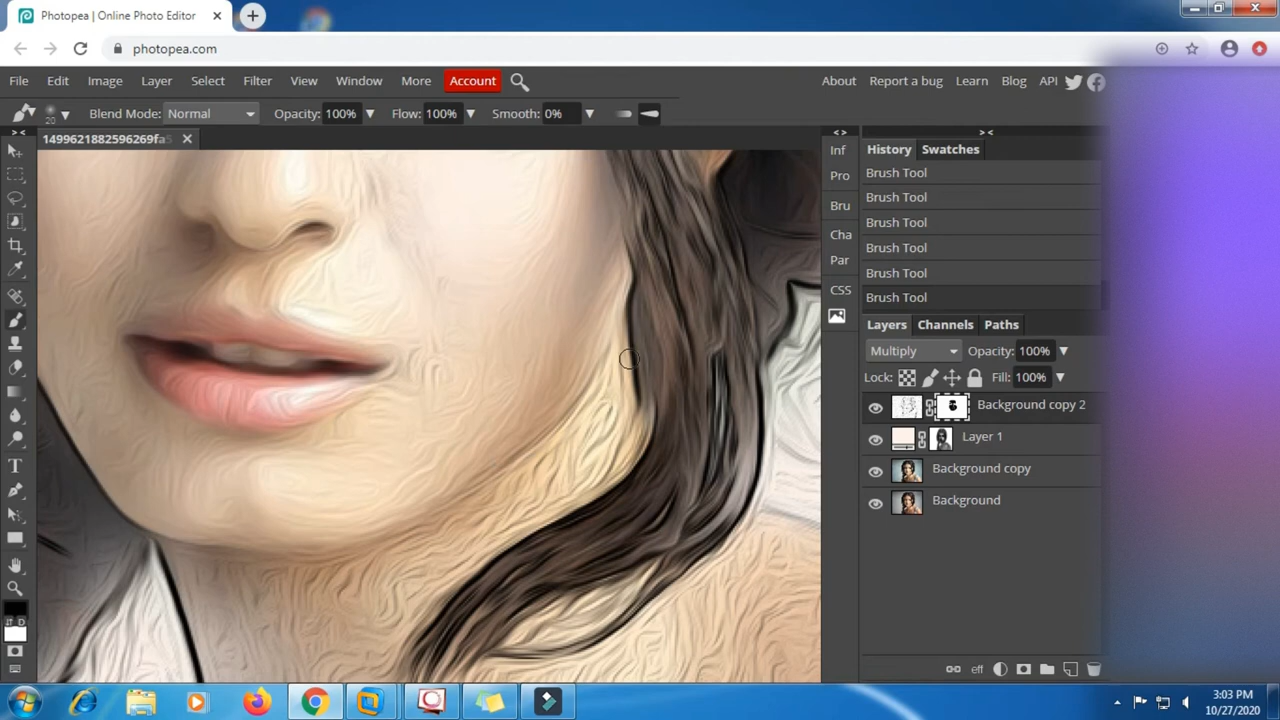 Photopea | Online Photo Editor
photopea.com
File Edit Image Layer Select Filter View Window More Account
About Report a bug Learn Blog API
20 Blend Mode: Normal Opacity: 100% Flow: 100% Smooth: 0%
1499621882596269fa5
Inf
Pro
Bru
Cha
Par
CSS
History Swatches
Brush Tool
Brush Tool
Brush Tool
Brush Tool
Brush Tool
Brush Tool
Layers Channels Paths
Multiply Opacity: 100%
Lock: Fill: 100%
Background copy 2
Layer 1
Background copy
Background
D
eff
3:03 PM
10/27/2020